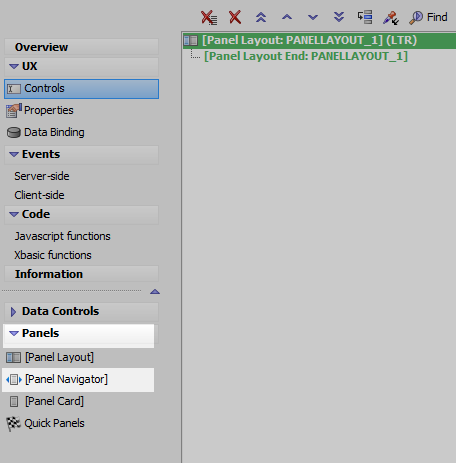 Find
Overview
UX
Controls
Properties
Data Binding
Events
Server-side
Client-side
Code
Javascript functions
Xbasic functions
Information
Data Controls
Panels
[Panel Layout]
[Panel Navigator]
[Panel Card]
Quick Panels
[Panel Layout: PANELLAYOUT_1] (LTR)
[Panel Layout End: PANELLAYOUT_1]